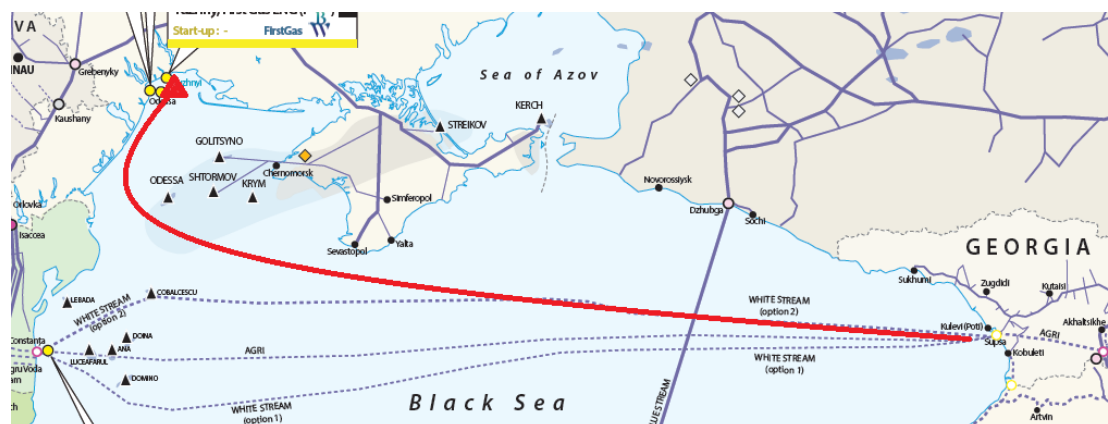 Start-up : -
FirstGas
VA
Grebenyky
Kaushany
Odessa
Sea of Azov
KERCH
STREIKOV
GOLITSYNO
Chernomorsk
ODESSA
SHTORMOV
KRYM
Simferopol
Sevastopol
Yalta
Novorossiysk
Dzhubga
Sochi
GEORGIA
Sukhumi
Zugdidi
Kutaisi
Orlovka
Isaccea
LEBADA
COBALCESCU
WHITE STREAM
(option 2)
WHITE STREAM
(option 2)
Kulevi (Poti)
Supsa
AGRI
Akhaltsikhe
Constanta
DOINA
ANA
LUCEAFARUL
AGRI
Kobuleti
WHITE STREAM
(option 1)
DOMINO
WHITE STREAM
(option 1)
Black Sea
Artvin